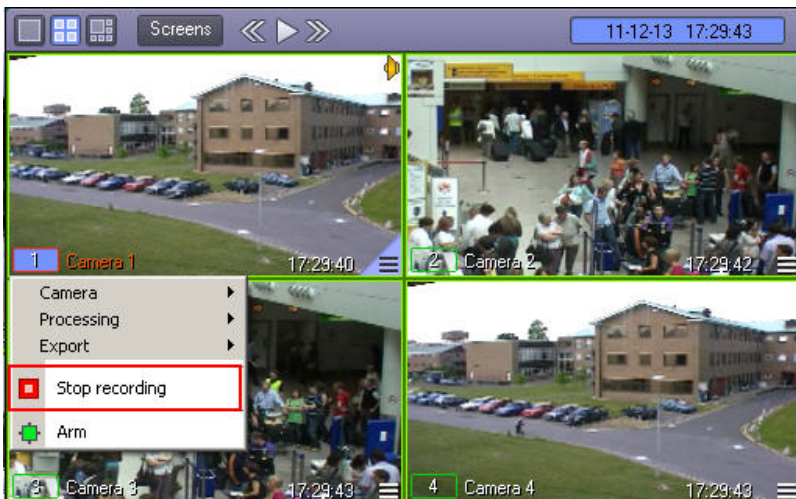 Screens
11-12-13 17:29:43
1 Camera 1 17:29:40
2 Camera 2 17:29:42
Camera
Processing
Export
Stop recording
Arm
3 Camera 3 17:29:43
4 Camera 4 17:29:43